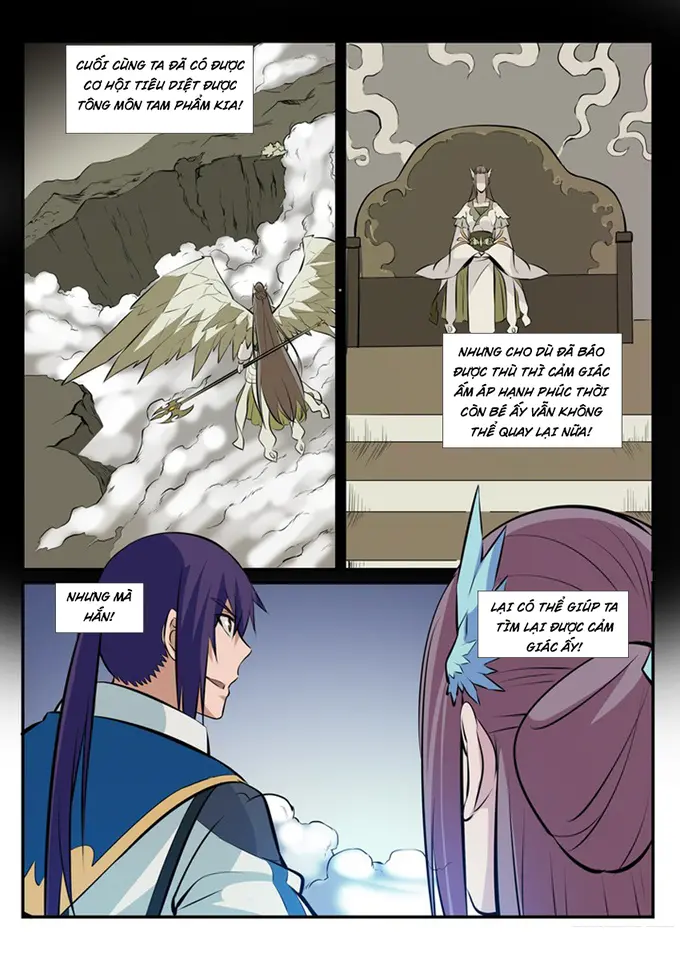 CUỐI CÙNG TA ĐÃ CÓ ĐƯỢC
CƠ HỘI TIÊU DIỆT ĐƯỢC
TÔNG MÔN TAM PHẨM KIA!
NHƯNG CHO DÙ ĐÃ BÁO
ĐƯỢC THÙ THÌ CẢM GIÁC
ẤM ÁP HẠNH PHÚC THỜI
CÒN BÉ ẤY VẪN KHÔNG
THỂ QUAY LẠI NỮA!
NHƯNG MÀ
HẮN!
LẠI CÓ THỂ GIÚP TA
TÌM LẠI ĐƯỢC CẢM
GIÁC ẤY!